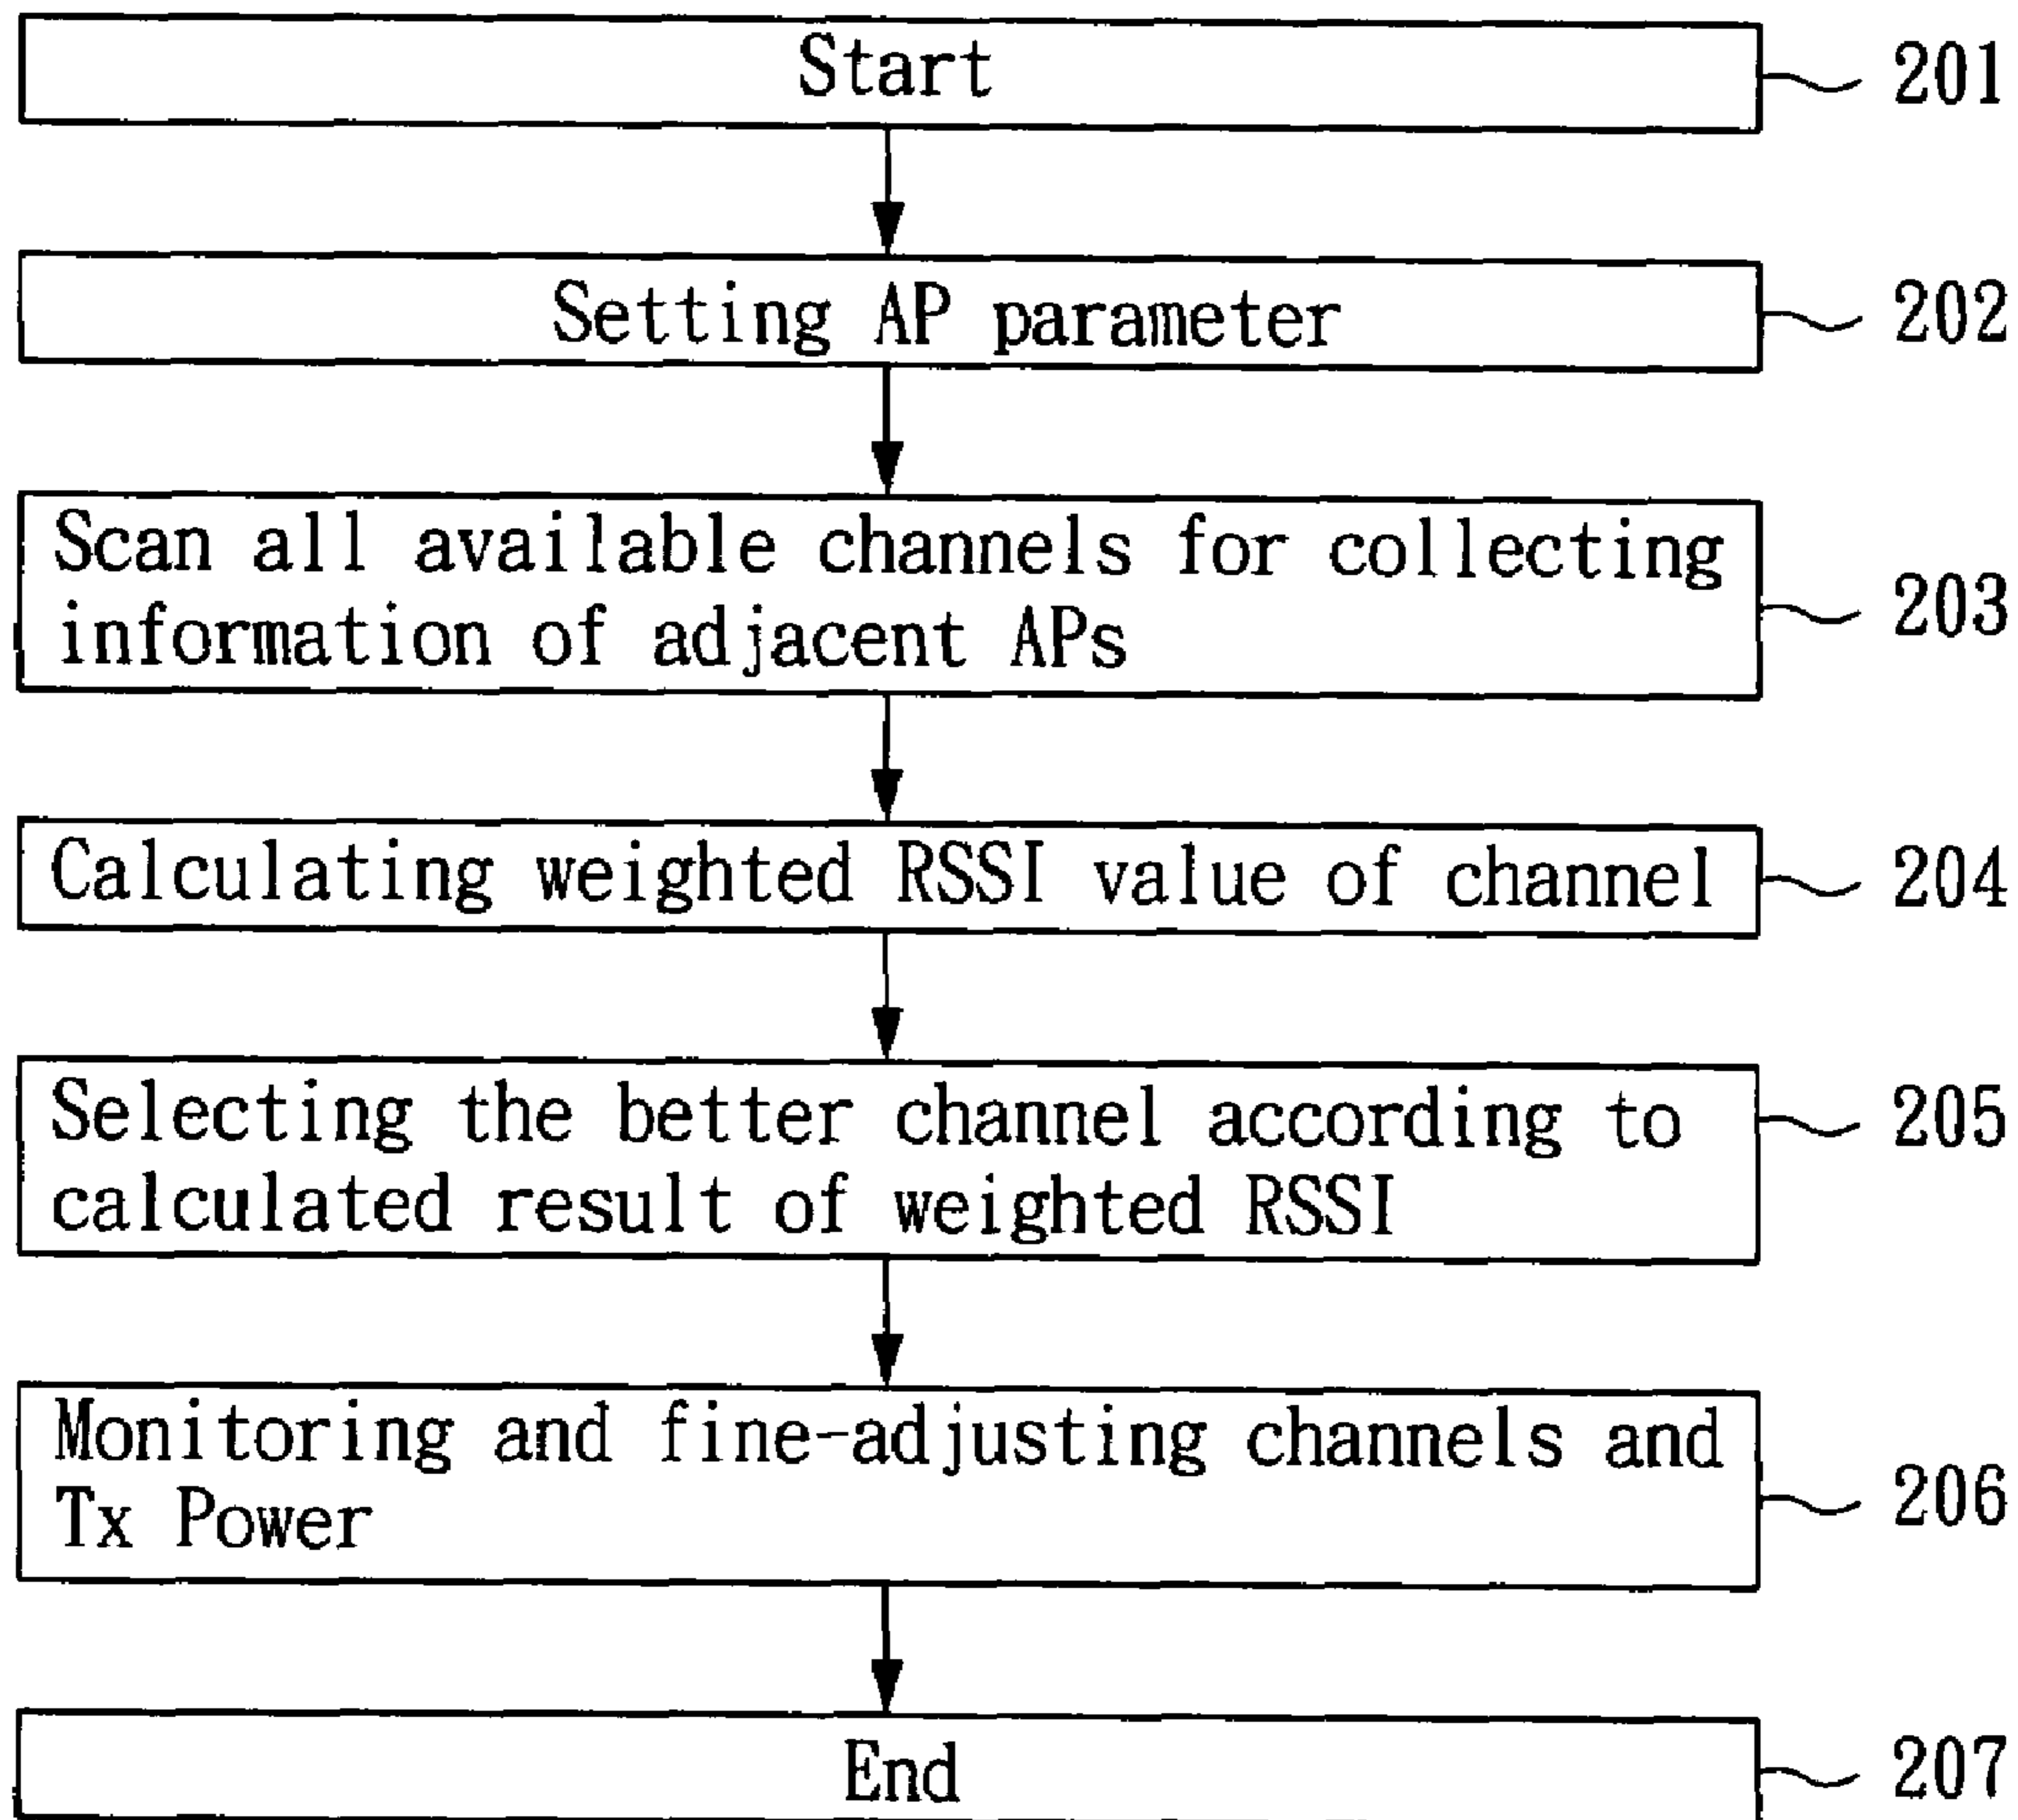 Start
201
Setting AP parameter
202
Scan all available channels for collecting
information of adjacent APs
203
Calculating weighted RSSI value of channel
204
Selecting the better channel according to
calculated result of weighted RSSI
205
Monitoring and fine-adjusting channels and
Tx Power
206
End
207